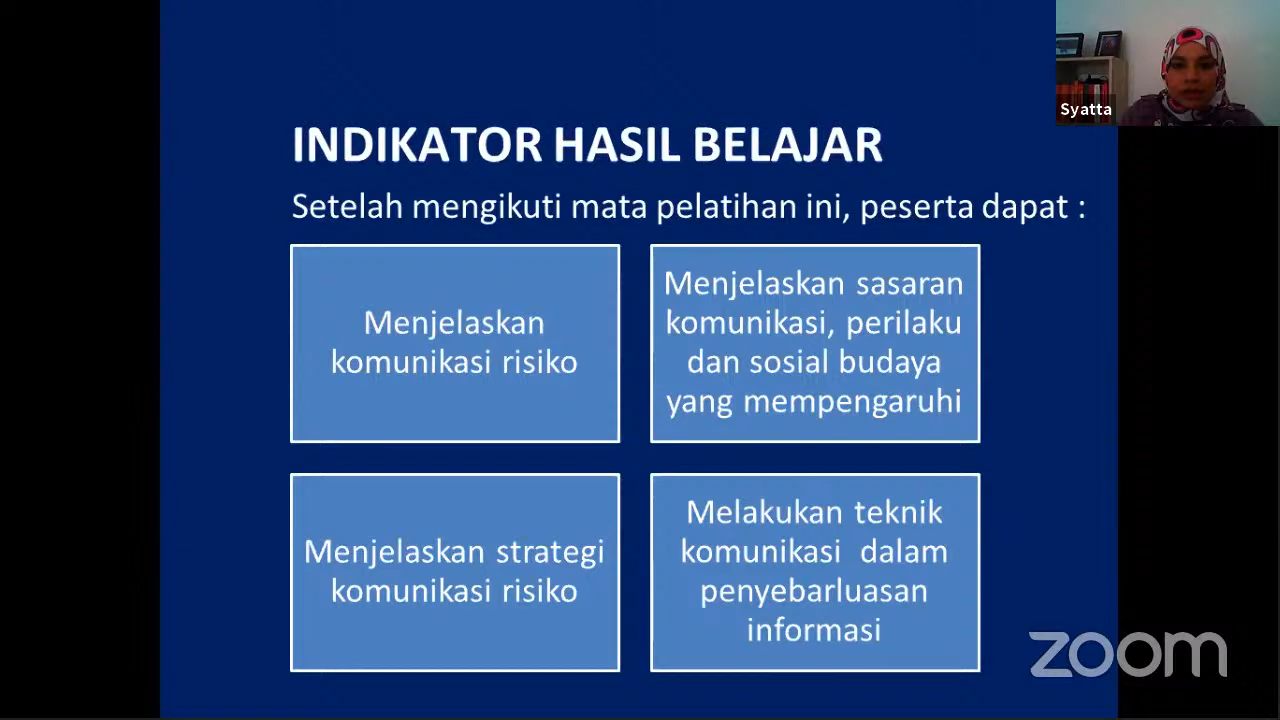 Syatta
INDIKATOR HASIL BELAJAR
Setelah mengikuti mata pelatihan ini, peserta dapat :
Menjelaskan
komunikasi risiko
Menjelaskan sasaran
komunikasi, perilaku
dan sosial budaya
yang mempengaruhi
Menjelaskan strategi
komunikasi risiko
Melakukan teknik
komunikasi dalam
penyebarluasan
informasi
zoom